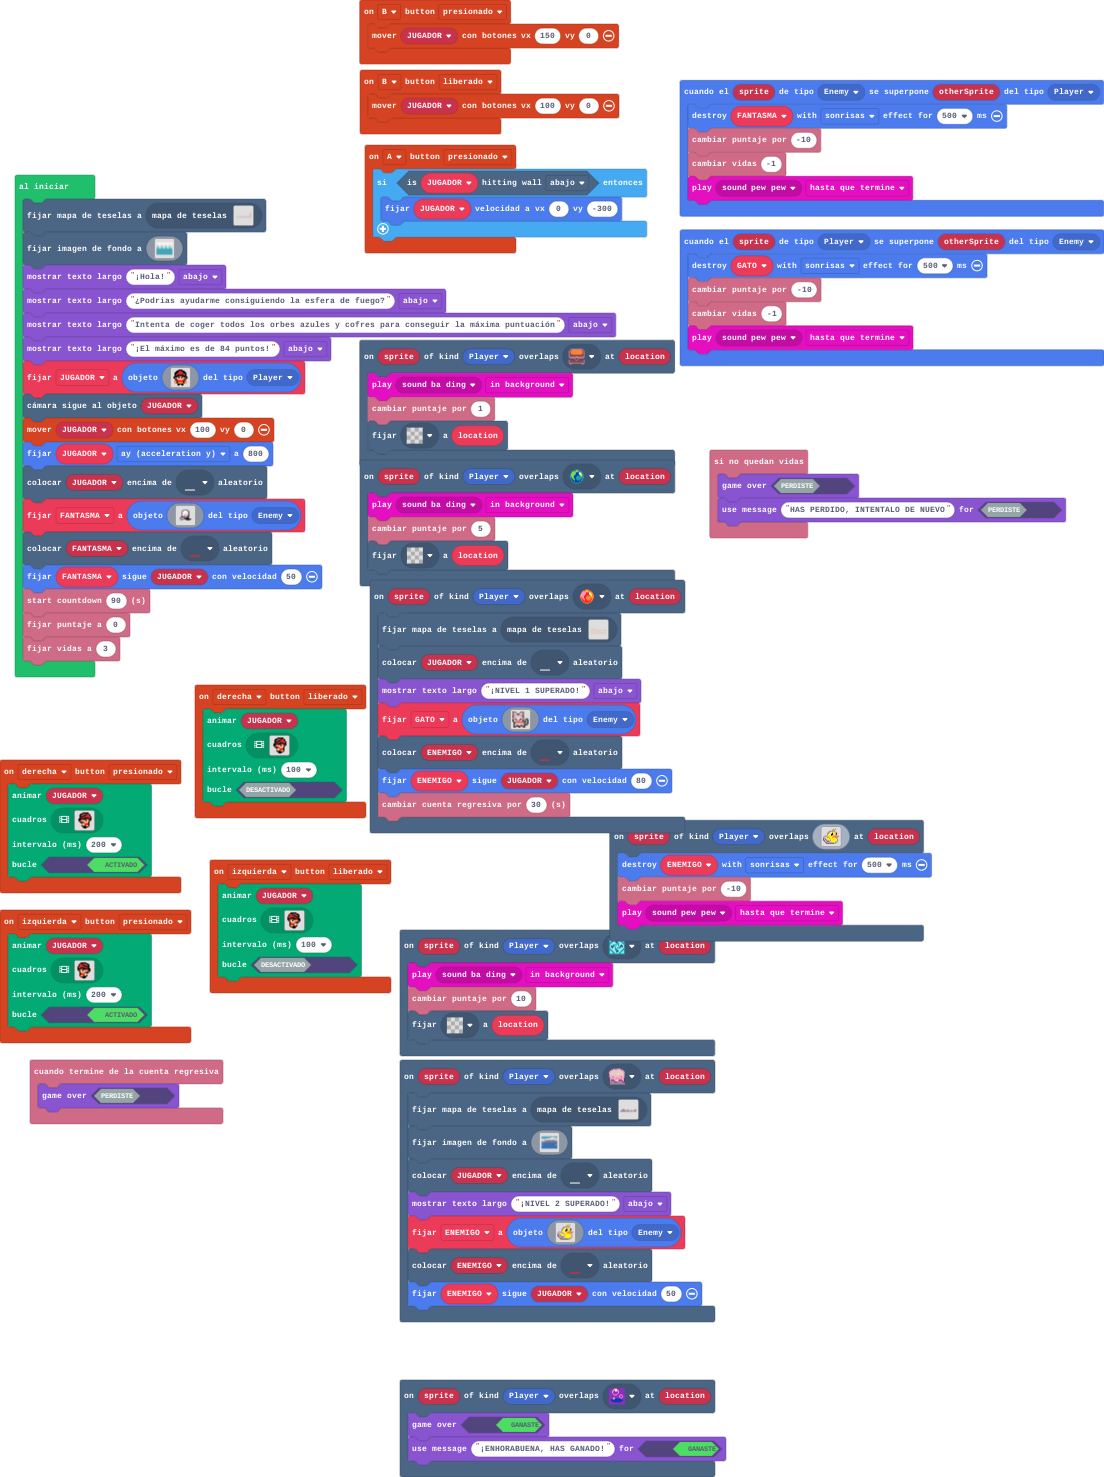 on B button presionado
mover JUGADOR con botones vx 150 vy 0
on B button liberado
mover JUGADOR con botones vx 100 vy 0
on A button presionado
si is JUGADOR hitting wall abajo entonces
fijar JUGADOR velocidad a vx 0 vy -300
cuando el sprite de tipo Enemy se superpone otherSprite del tipo Player
destroy FANTASMA with sonrisas effect for 500 ms
cambiar puntaje por -10
cambiar vidas -1
play sound pew pew hasta que termine
cuando el sprite de tipo Player se superpone otherSprite del tipo Enemy
destroy GATO with sonrisas effect for 500 ms
cambiar puntaje por -10
cambiar vidas -1
play sound pew pew hasta que termine
al iniciar
fijar mapa de teselas a mapa de teselas
fijar imagen de fondo a
mostrar texto largo "¡Hola!" abajo
mostrar texto largo "¿Podrias ayudarme consiguiendo la esfera de fuego?" abajo
mostrar texto largo "Intenta de coger todos los orbes azules y cofres para conseguir la máxima puntuación" abajo
mostrar texto largo "¡El máximo es de 84 puntos!" abajo
fijar JUGADOR a objeto del tipo Player
cámara sigue al objeto JUGADOR
mover JUGADOR con botones vx 100 vy 0
fijar JUGADOR ay (acceleration y) a 800
colocar JUGADOR encima de aleatorio
fijar FANTASMA a objeto del tipo Enemy
colocar FANTASMA encima de aleatorio
fijar FANTASMA sigue JUGADOR con velocidad 50
start countdown 90 (s)
fijar puntaje a 0
fijar vidas a 3
on sprite of kind Player overlaps at location
play sound ba ding in background
cambiar puntaje por 1
fijar a location
on sprite of kind Player overlaps at location
play sound ba ding in background
cambiar puntaje por 5
fijar a location
si no quedan vidas
game over PERDISTE
use message "HAS PERDIDO, INTENTALO DE NUEVO" for PERDISTE
on sprite of kind Player overlaps at location
fijar mapa de teselas a mapa de teselas
colocar JUGADOR encima de aleatorio
mostrar texto largo "¡NIVEL 1 SUPERADO!" abajo
fijar GATO a objeto del tipo Enemy
colocar ENEMIGO encima de aleatorio
fijar ENEMIGO sigue JUGADOR con velocidad 80
cambiar cuenta regresiva por 30 (s)
on derecha button liberado
animar JUGADOR
cuadros
intervalo (ms) 100
bucle DESACTIVADO
on derecha button presionado
animar JUGADOR
cuadros
intervalo (ms) 200
bucle ACTIVADO
on sprite of kind Player overlaps at location
destroy ENEMIGO with sonrisas effect for 500 ms
cambiar puntaje por -10
play sound pew pew hasta que termine
on izquierda button liberado
animar JUGADOR
cuadros
intervalo (ms) 100
bucle DESACTIVADO
on izquierda button presionado
animar JUGADOR
cuadros
intervalo (ms) 200
bucle ACTIVADO
on sprite of kind Player overlaps at location
play sound ba ding in background
cambiar puntaje por 10
fijar a location
cuando termine de la cuenta regresiva
game over PERDISTE
on sprite of kind Player overlaps at location
fijar mapa de teselas a mapa de teselas
fijar imagen de fondo a
colocar JUGADOR encima de aleatorio
mostrar texto largo "¡NIVEL 2 SUPERADO!" abajo
fijar ENEMIGO a objeto del tipo Enemy
colocar ENEMIGO encima de aleatorio
fijar ENEMIGO sigue JUGADOR con velocidad 50
on sprite of kind Player overlaps at location
game over GANASTE
use message "¡ENHORABUENA, HAS GANADO!" for GANASTE